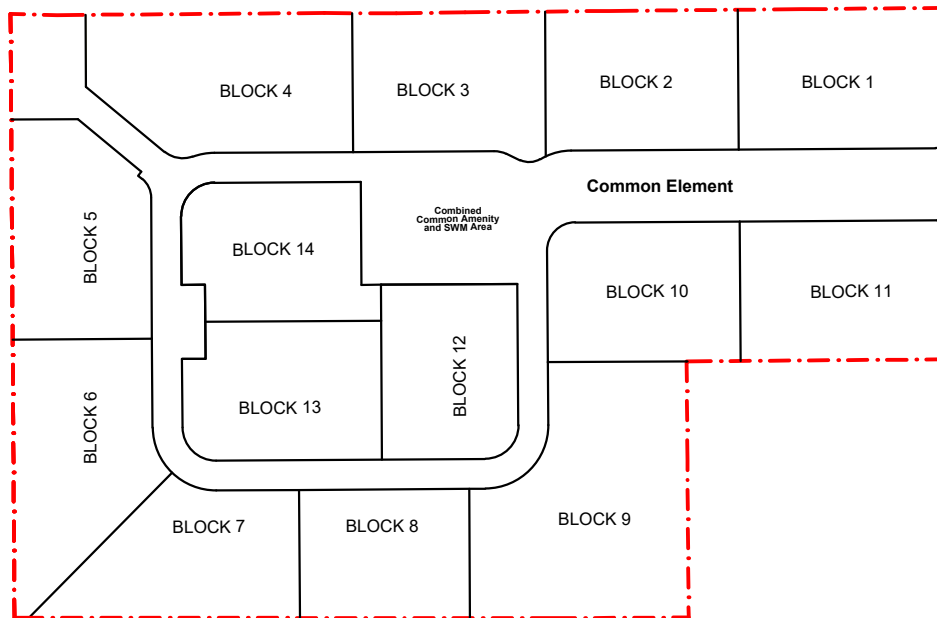 BLOCK 4
BLOCK 3
BLOCK 2
BLOCK 1
Common Element
Combined
Common Amenity
and SWM Area
BLOCK 5
BLOCK 14
BLOCK 10
BLOCK 11
BLOCK 12
BLOCK 6
BLOCK 13
BLOCK 7
BLOCK 8
BLOCK 9